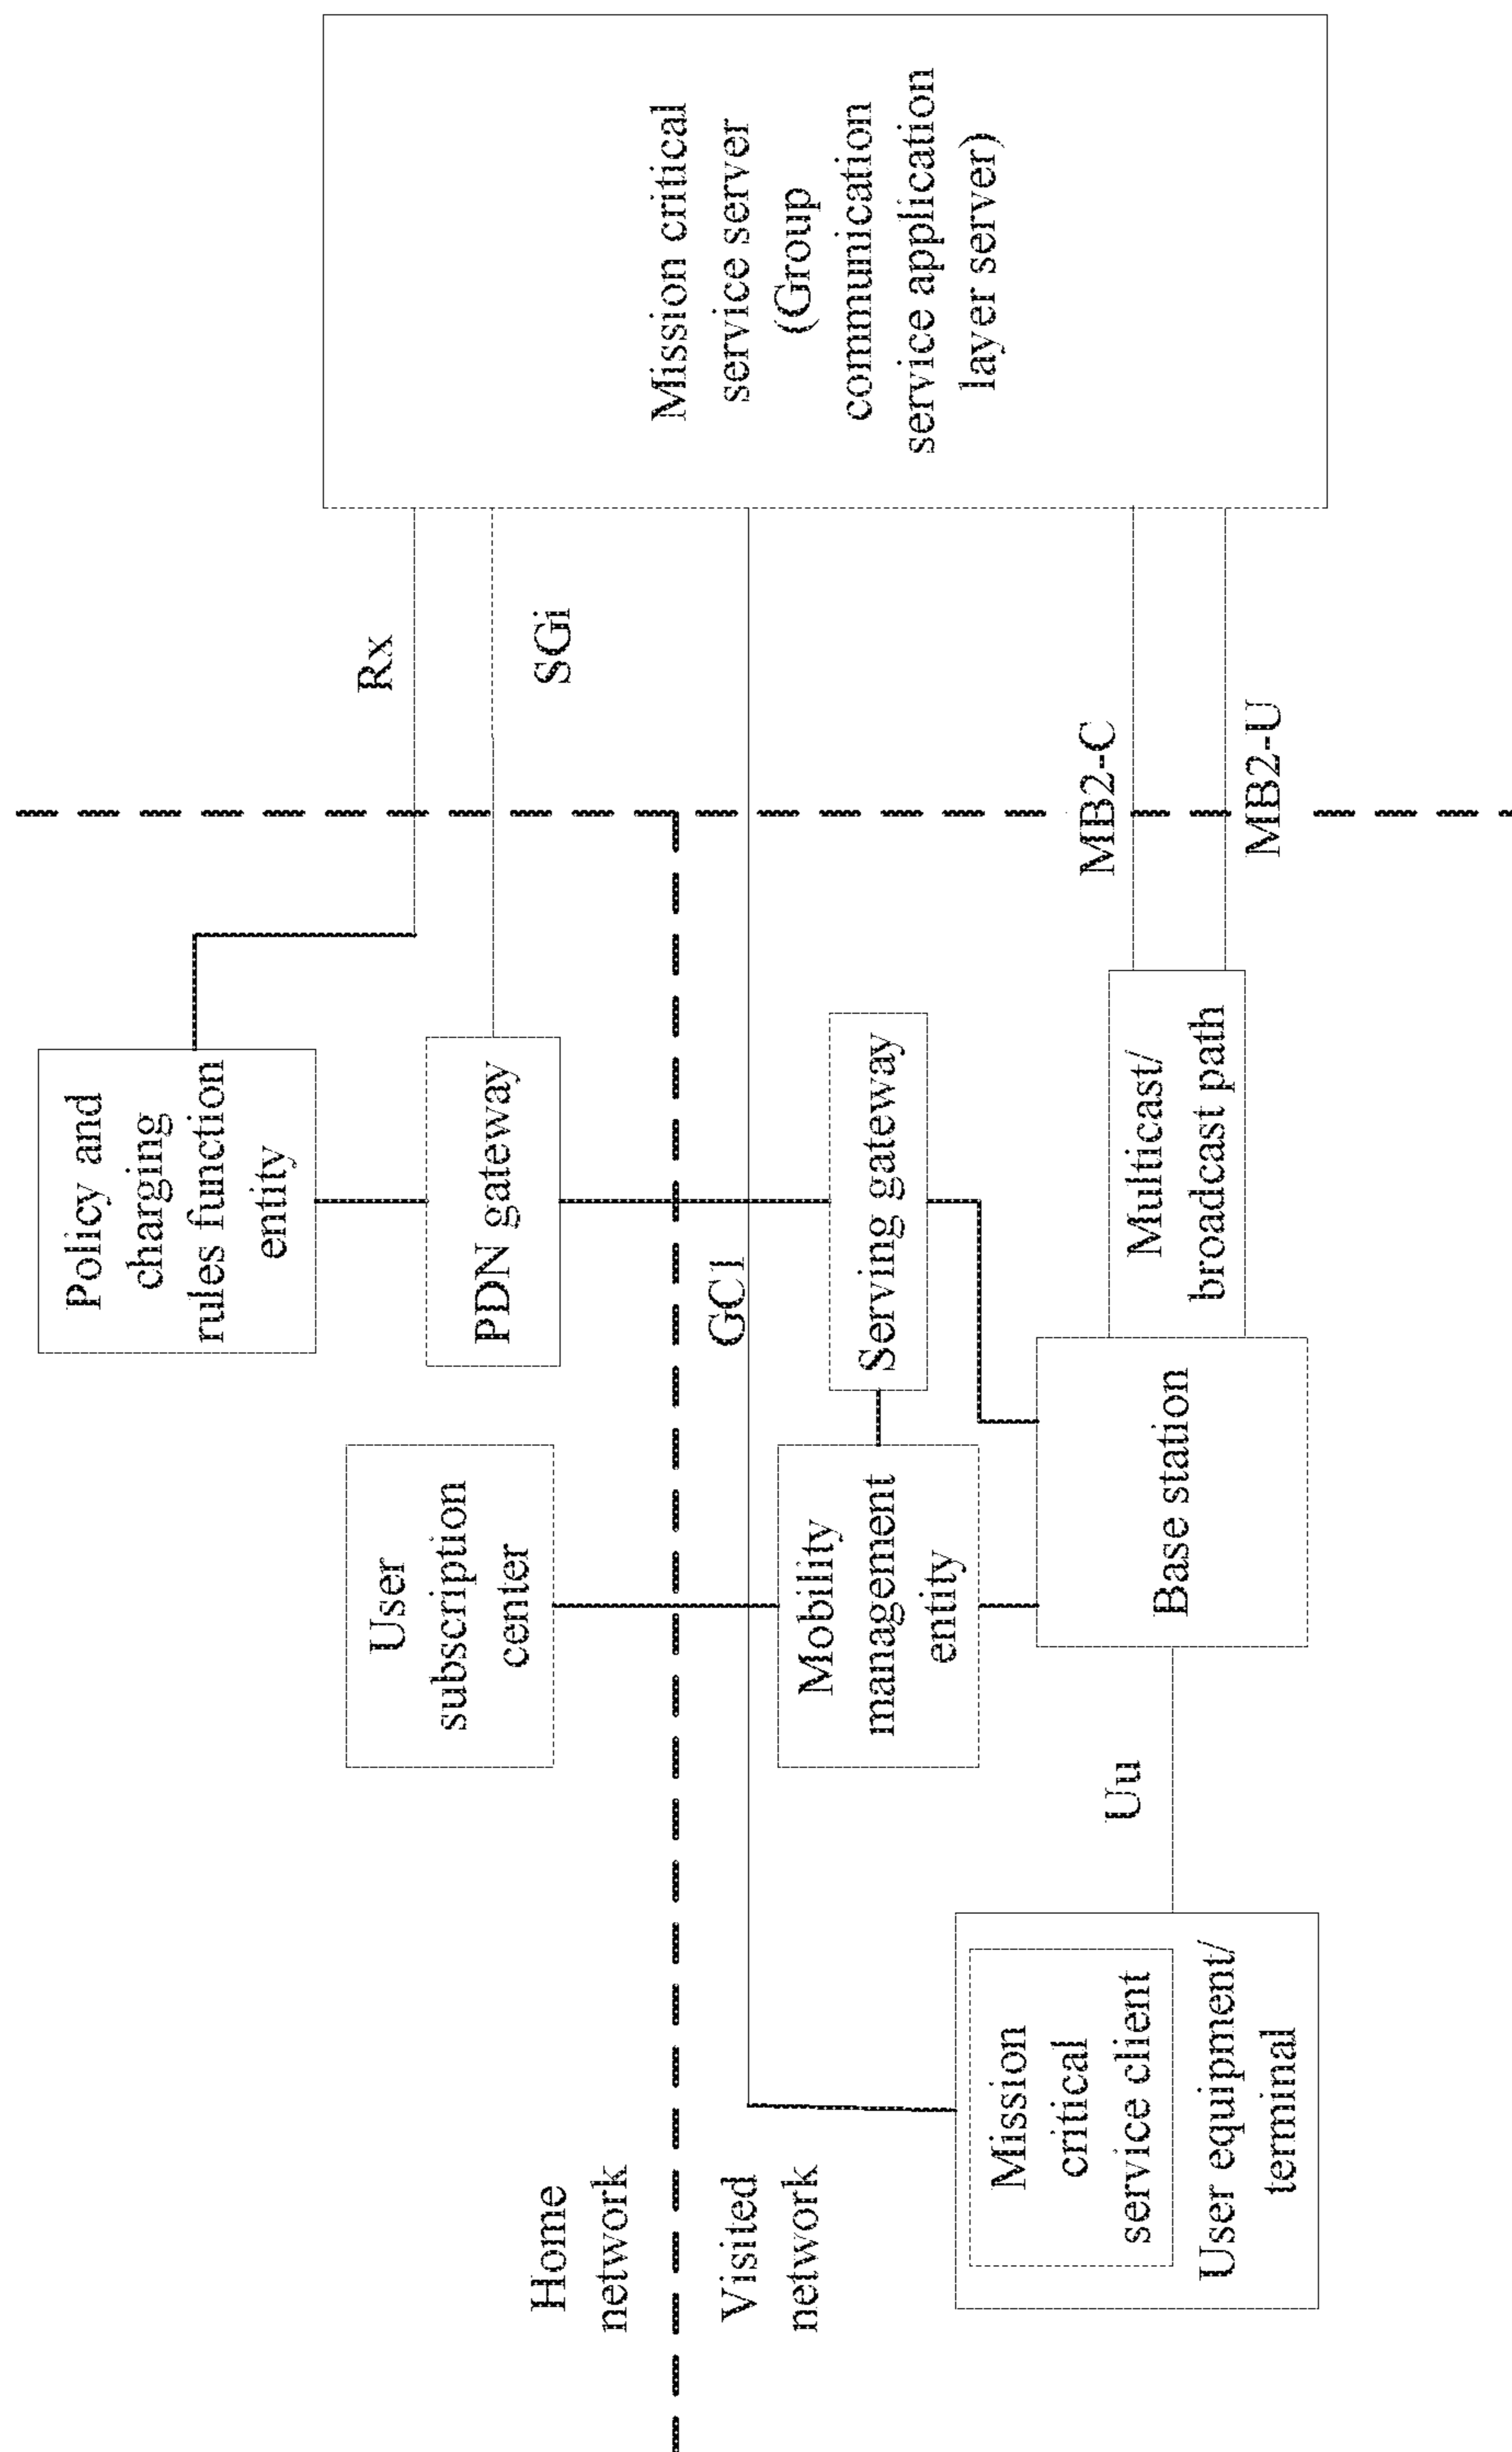 Policy and
charging
rules function
entity
Rx
User
subscription
center
PDN gateway
SGi
Home
network
Visited
network
GC1
Mission critical
service server
(Group
communication
service application
layer server)
Mobility
management
entity
Serving gateway
Mission
critical
service client
User equipment/
terminal
Uu
Base station
Multicast/
broadcast path
MB2-C
MB2-U